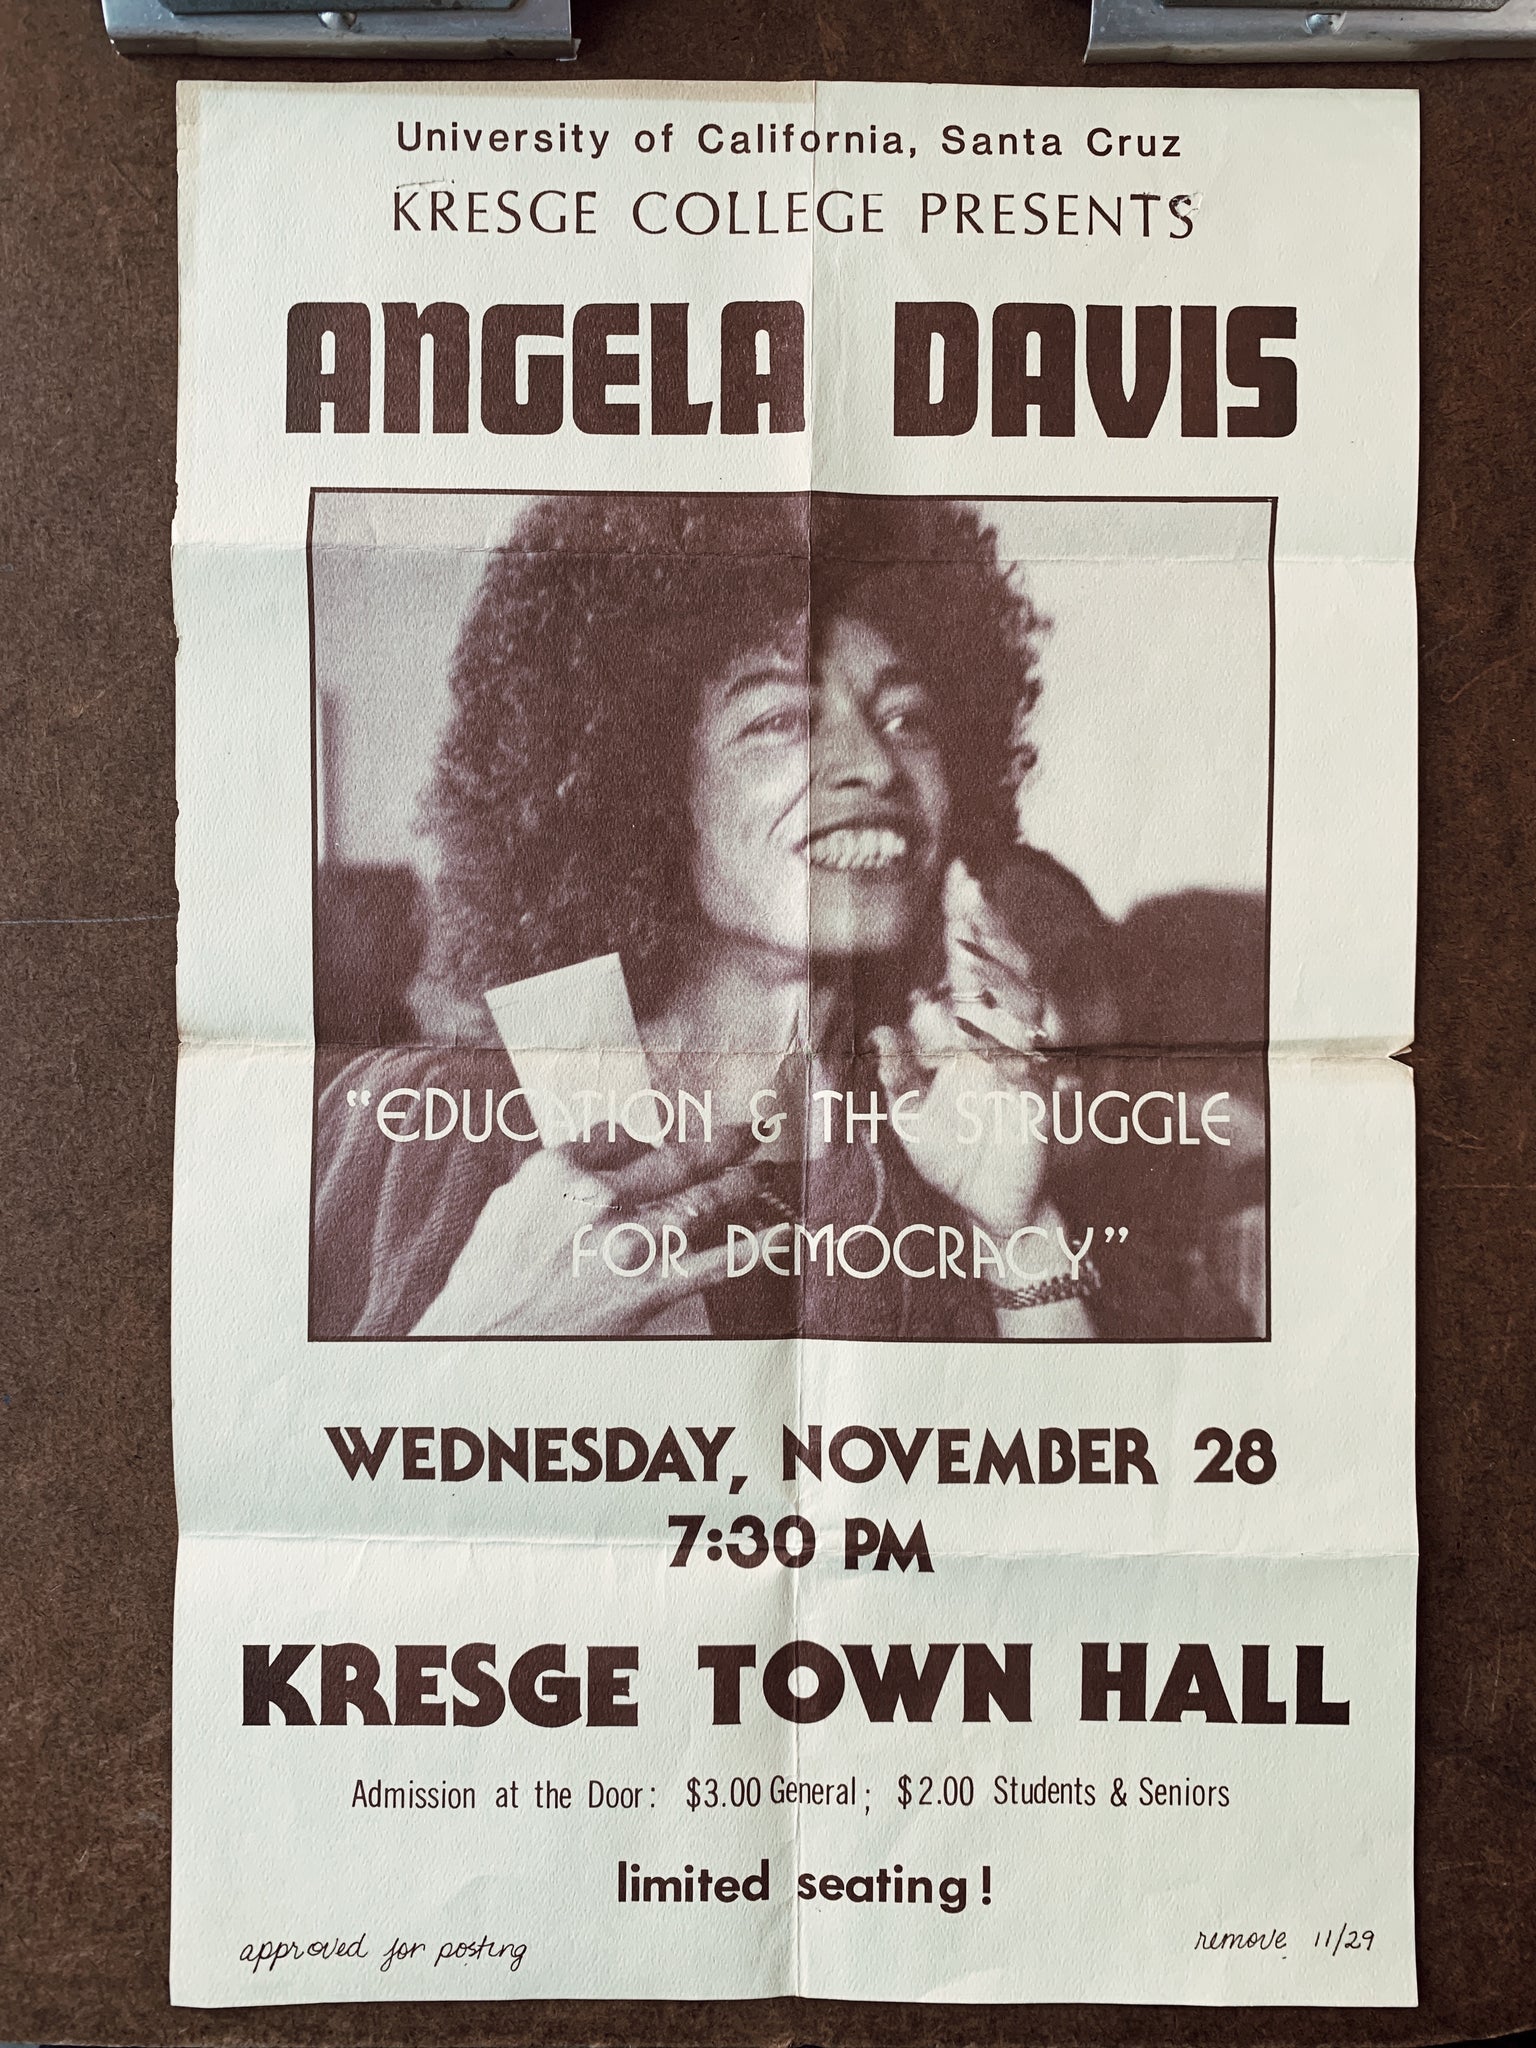 University of California, Santa Cruz
KRESGE COLLEGE PRESENTS
ANGELA DAVIS
"EDUCATION & THE STRUGGLE
FOR DEMOCRACY"
WEDNESDAY, NOVEMBER 28
7:30 PM
KRESGE TOWN HALL
Admission at the Door: $3.00 General; $2.00 Students & Seniors
limited seating!
approved for posting
remove 11/29